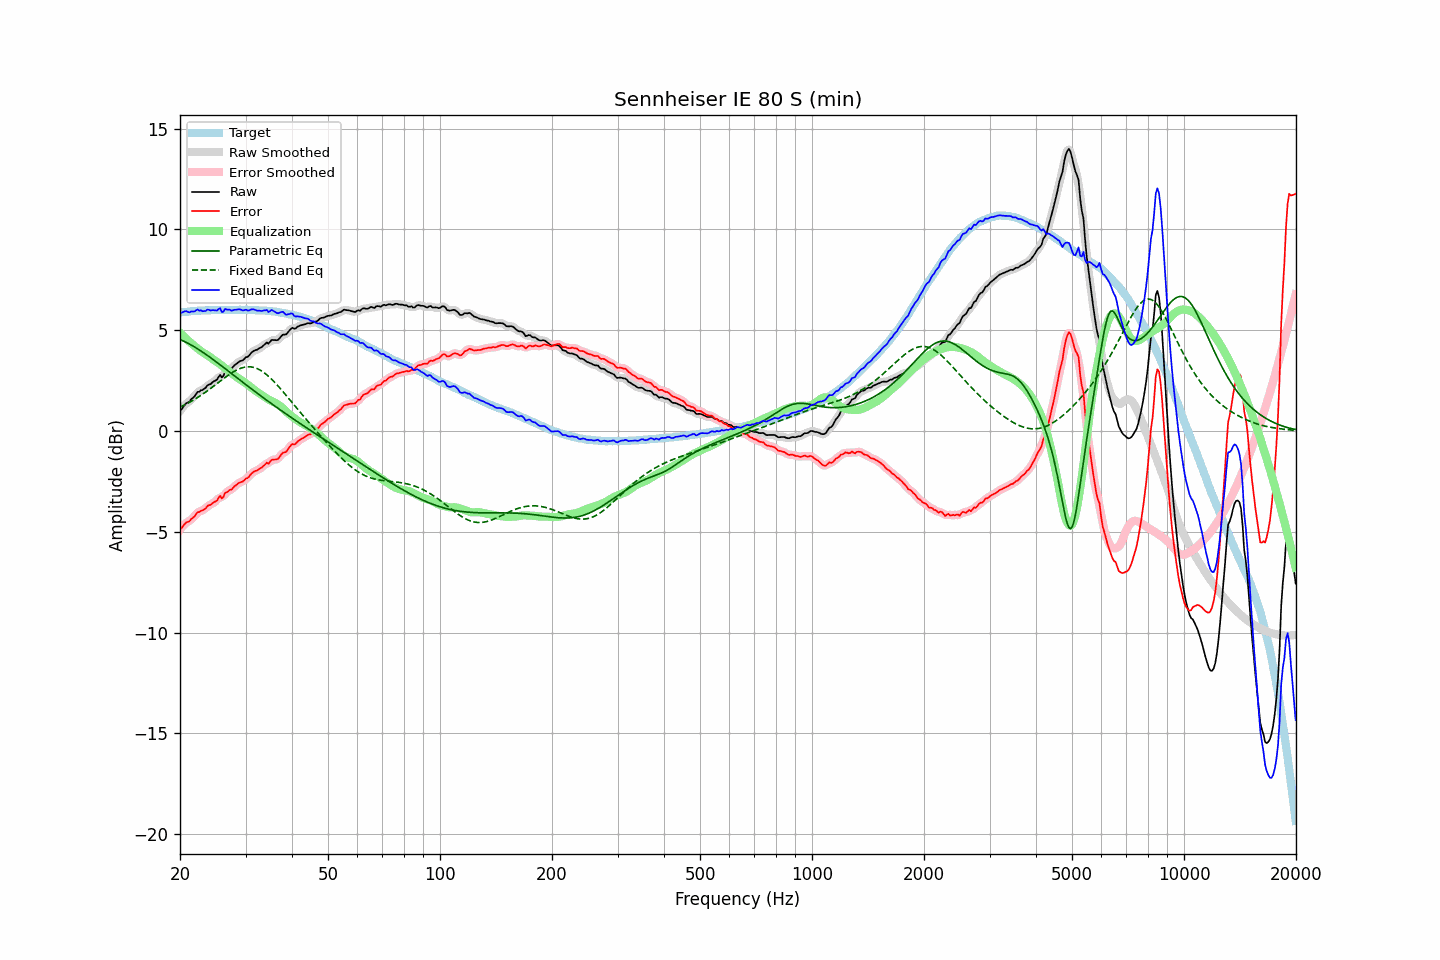 Sennheiser IE 80 S (min)
Target
Raw Smoothed
Error Smoothed
Raw
Error
Equalization
Parametric Eq
Fixed Band Eq
Equalized
15
10
5
0
−5
−10
−15
−20
Amplitude (dBr)
20
50
100
200
500
1000
2000
5000
10000
20000
Frequency (Hz)